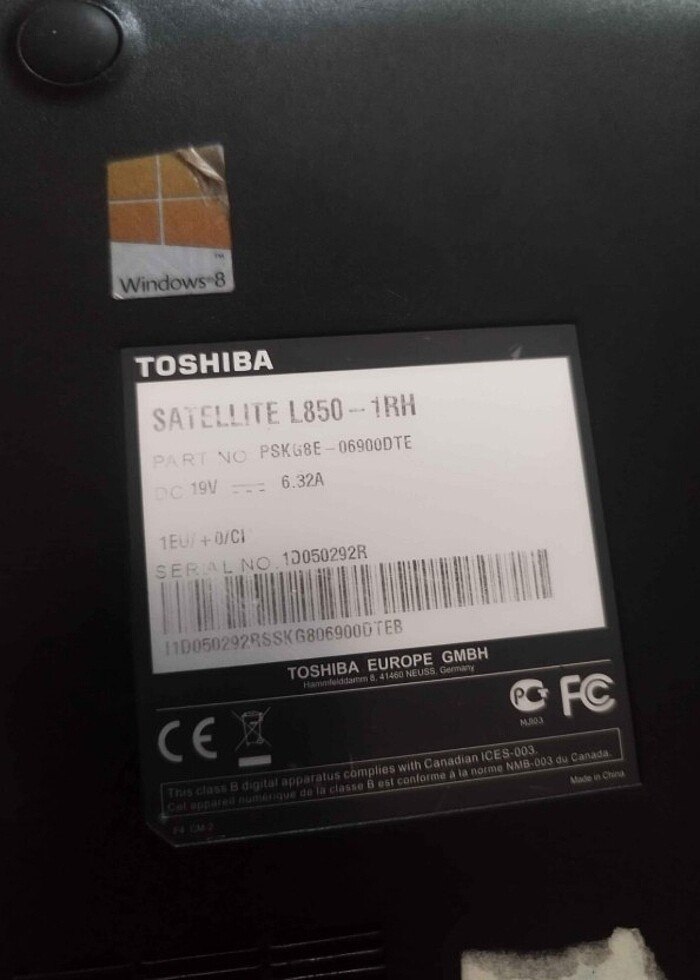 Windows 8
TOSHIBA
SATELLITE L850-1RH
PART NO PSKG8E-06900DTE
DC 19V 6.32A
1EU/+0/CI
SERIAL NO. 1D050292R
TOSHIBA EUROPE GMBH
Hammfelddamm 8, 41460 NEUSS, Germany
CE
FC
This class B digital apparatus complies with Canadian ICES-003.
Cet appareil numérique de la classe B est conforme à la norme NMB-003 du Canada.
Made in China